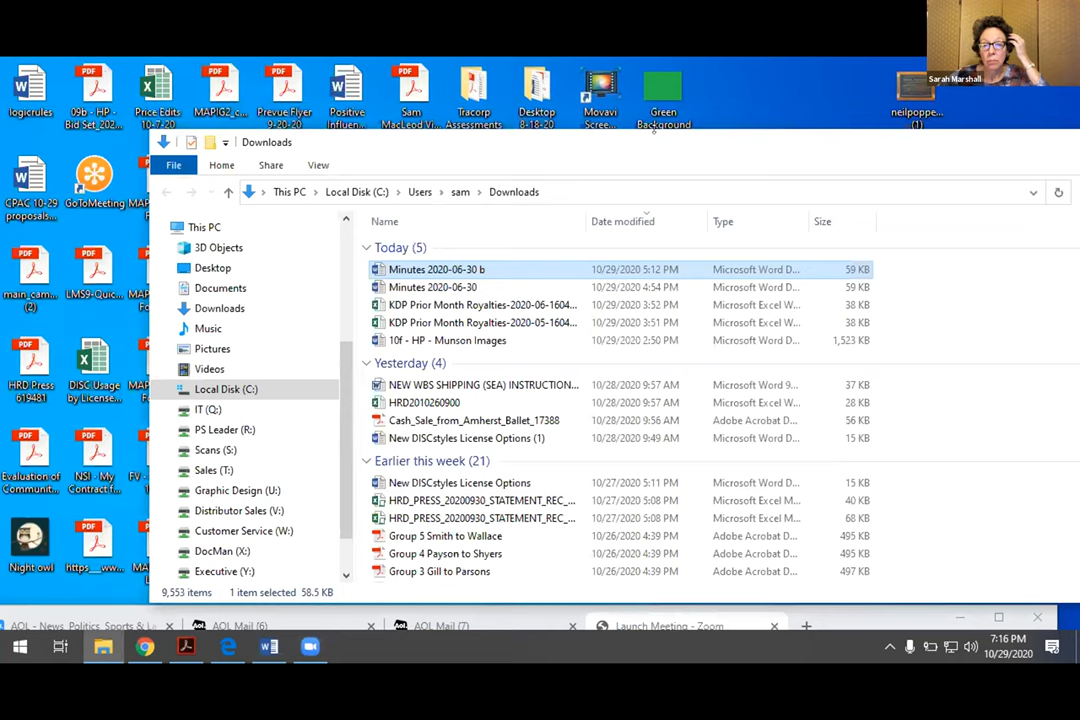 Sarah Marshall
logicrules
09b - HP -
Bid Set_202...
Price Edits
10-7-20
MAPIG2_c...
Prevue Flyer
9-20-20
Positive
Influen...
Sam
MacLeod.Vi...
Tracorp
Assessments
Desktop
8-18-20
Movavi
Scree...
Green
Background
neilpoppe...
(1)
Downloads
File
Home
Share
View
This PC > Local Disk (C:) > Users > sam > Downloads
CPAC 10-29
proposals...
GoToMeeting
main_cam...
(2)
LMS9-Quic...
HRD Press
619481
DISC Usage
by License...
Evaluation of
Communit...
NSI - My
Contract f...
FV -
Night owl
https__ww...
This PC
3D Objects
Desktop
Documents
Downloads
Music
Pictures
Videos
Local Disk (C:)
IT (Q:)
PS Leader (R:)
Scans (S:)
Sales (T:)
Graphic Design (U:)
Distributor Sales (V:)
Customer Service (W:)
DocMan (X:)
Executive (Y:)
Name Date modified Type Size
Today (5)
Minutes 2020-06-30 b 10/29/2020 5:12 PM Microsoft Word D... 59 KB
Minutes 2020-06-30 10/29/2020 4:54 PM Microsoft Word D... 59 KB
KDP Prior Month Royalties-2020-06-1604... 10/29/2020 3:52 PM Microsoft Excel W... 38 KB
KDP Prior Month Royalties-2020-05-1604... 10/29/2020 3:51 PM Microsoft Excel W... 38 KB
10f - HP - Munson Images 10/29/2020 2:50 PM Microsoft Word D... 1,523 KB
Yesterday (4)
NEW WBS SHIPPING (SEA) INSTRUCTION... 10/28/2020 9:57 AM Microsoft Word 9... 37 KB
HRD2010260900 10/28/2020 9:57 AM Microsoft Excel W... 28 KB
Cash_Sale_from_Amherst_Ballet_17388 10/28/2020 9:56 AM Adobe Acrobat D... 56 KB
New DISCstyles License Options (1) 10/28/2020 9:49 AM Microsoft Word D... 15 KB
Earlier this week (21)
New DISCstyles License Options 10/27/2020 5:11 PM Microsoft Word D... 15 KB
HRD_PRESS_20200930_STATEMENT_REC_... 10/27/2020 5:08 PM Microsoft Excel M... 40 KB
HRD_PRESS_20200930_STATEMENT_REC_... 10/27/2020 5:08 PM Microsoft Excel M... 68 KB
Group 5 Smith to Wallace 10/26/2020 4:39 PM Adobe Acrobat D... 495 KB
Group 4 Payson to Shyers 10/26/2020 4:39 PM Adobe Acrobat D... 495 KB
Group 3 Gill to Parsons 10/26/2020 4:39 PM Adobe Acrobat D... 497 KB
9,553 items 1 item selected 58.5 KB
AOL - News, Politics, Sports & La
AOL Mail (6)
AOL Mail (7)
Launch Meeting - Zoom
7:16 PM
10/29/2020